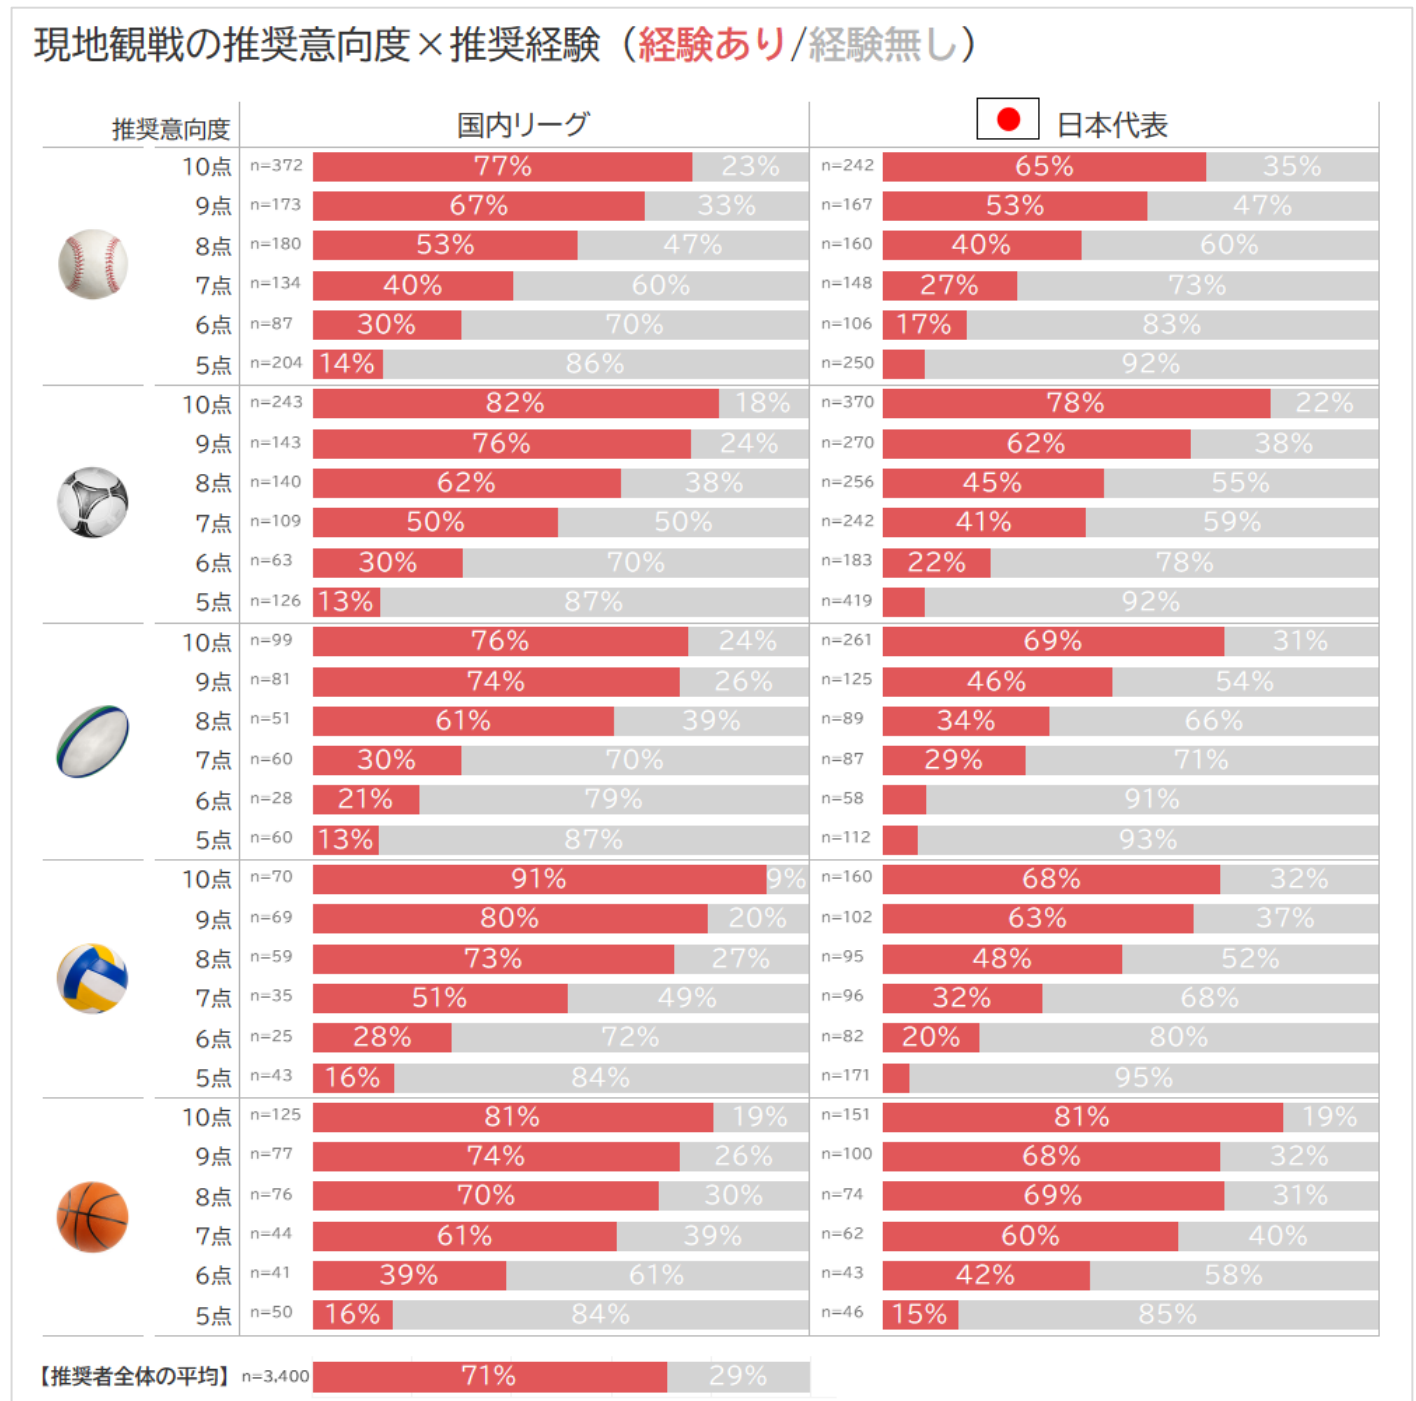 現地観戦の推奨意向度×推奨経験（経験あり/経験無し）
推奨意向度 国内リーグ 日本代表
10点 n=372 77% 23% n=242 65% 35%
9点 n=173 67% 33% n=167 53% 47%
8点 n=180 53% 47% n=160 40% 60%
7点 n=134 40% 60% n=148 27% 73%
6点 n=87 30% 70% n=106 17% 83%
5点 n=204 14% 86% n=250 92%
10点 n=243 82% 18% n=370 78% 22%
9点 n=143 76% 24% n=270 62% 38%
8点 n=140 62% 38% n=256 45% 55%
7点 n=109 50% 50% n=242 41% 59%
6点 n=63 30% 70% n=183 22% 78%
5点 n=126 13% 87% n=419 92%
10点 n=99 76% 24% n=261 69% 31%
9点 n=81 74% 26% n=125 46% 54%
8点 n=51 61% 39% n=89 34% 66%
7点 n=60 30% 70% n=87 29% 71%
6点 n=28 21% 79% n=58 91%
5点 n=60 13% 87% n=112 93%
10点 n=70 91% 9% n=160 68% 32%
9点 n=69 80% 20% n=102 63% 37%
8点 n=59 73% 27% n=95 48% 52%
7点 n=35 51% 49% n=96 32% 68%
6点 n=25 28% 72% n=82 20% 80%
5点 n=43 16% 84% n=171 95%
10点 n=125 81% 19% n=151 81% 19%
9点 n=77 74% 26% n=100 68% 32%
8点 n=76 70% 30% n=74 69% 31%
7点 n=44 61% 39% n=62 60% 40%
6点 n=41 39% 61% n=43 42% 58%
5点 n=50 16% 84% n=46 15% 85%
【推奨者全体の平均】 n=3,400 71% 29%